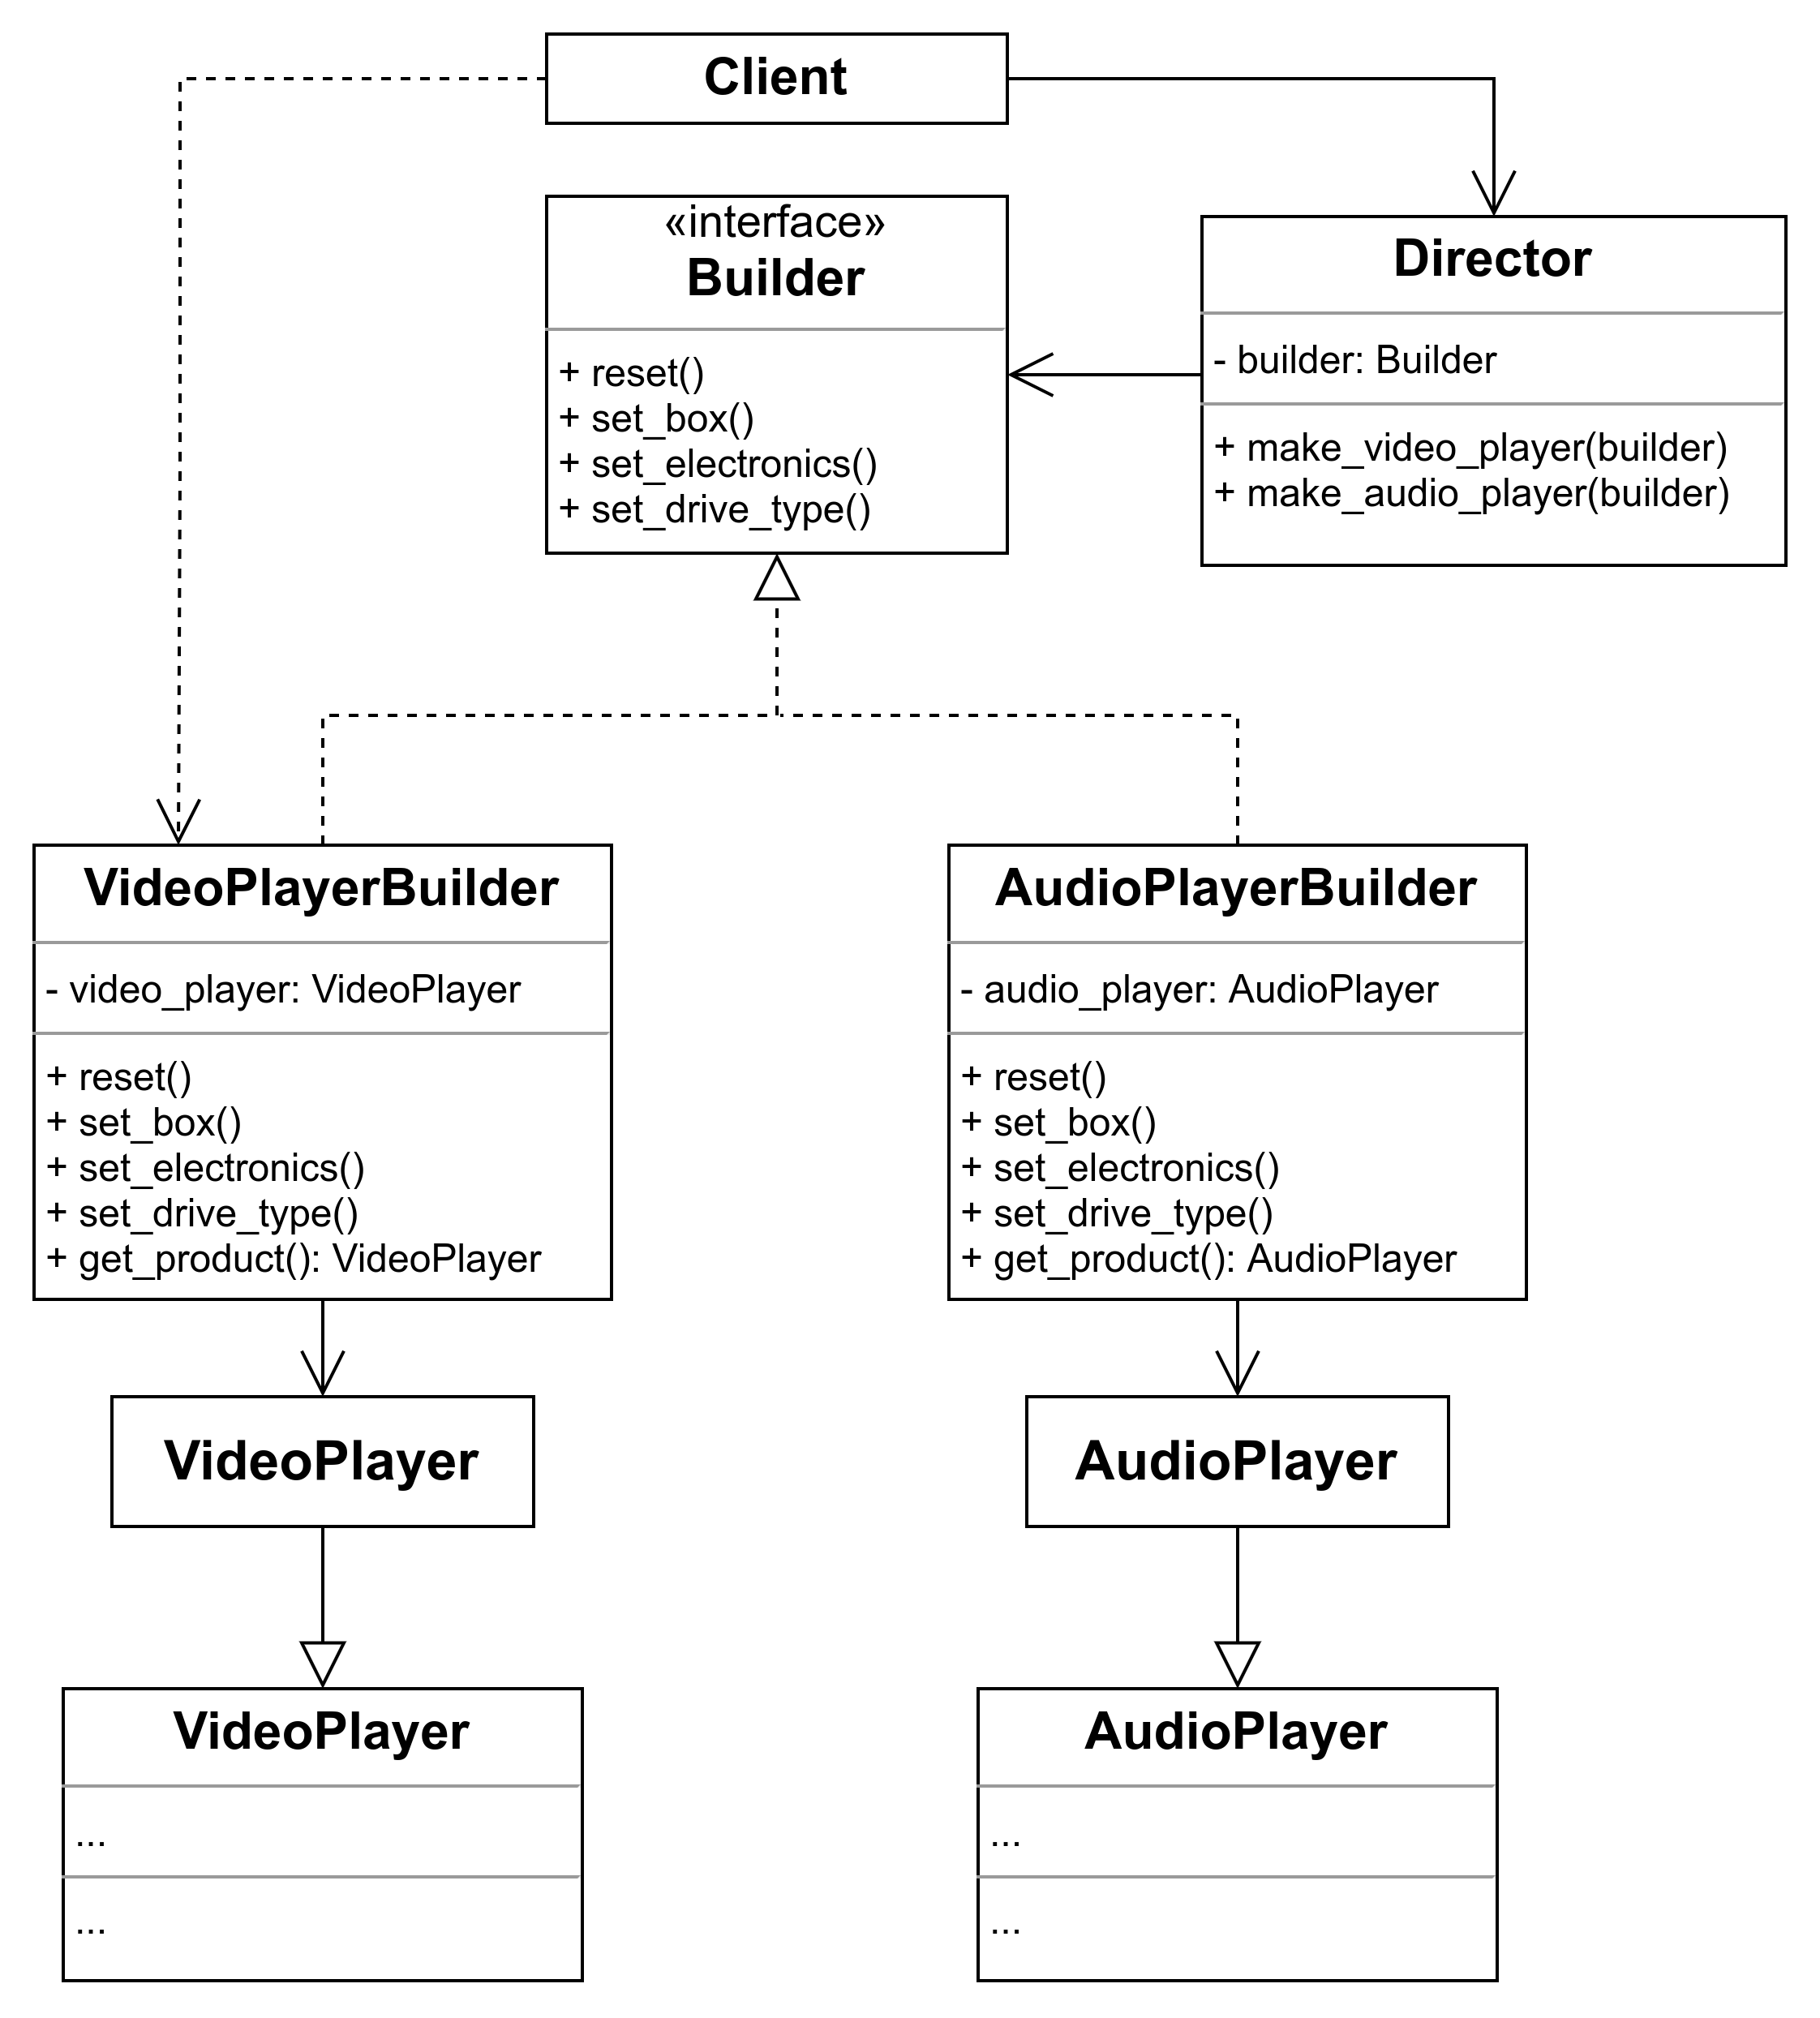 Client
«interface»
Builder
+ reset()
+ set_box()
+ set_electronics()
+ set_drive_type()
Director
- builder: Builder
+ make_video_player(builder)
+ make_audio_player(builder)
VideoPlayerBuilder
- video_player: VideoPlayer
+ reset()
+ set_box()
+ set_electronics()
+ set_drive_type()
+ get_product(): VideoPlayer
AudioPlayerBuilder
- audio_player: AudioPlayer
+ reset()
+ set_box()
+ set_electronics()
+ set_drive_type()
+ get_product(): AudioPlayer
VideoPlayer
AudioPlayer
VideoPlayer
...
...
AudioPlayer
...
...